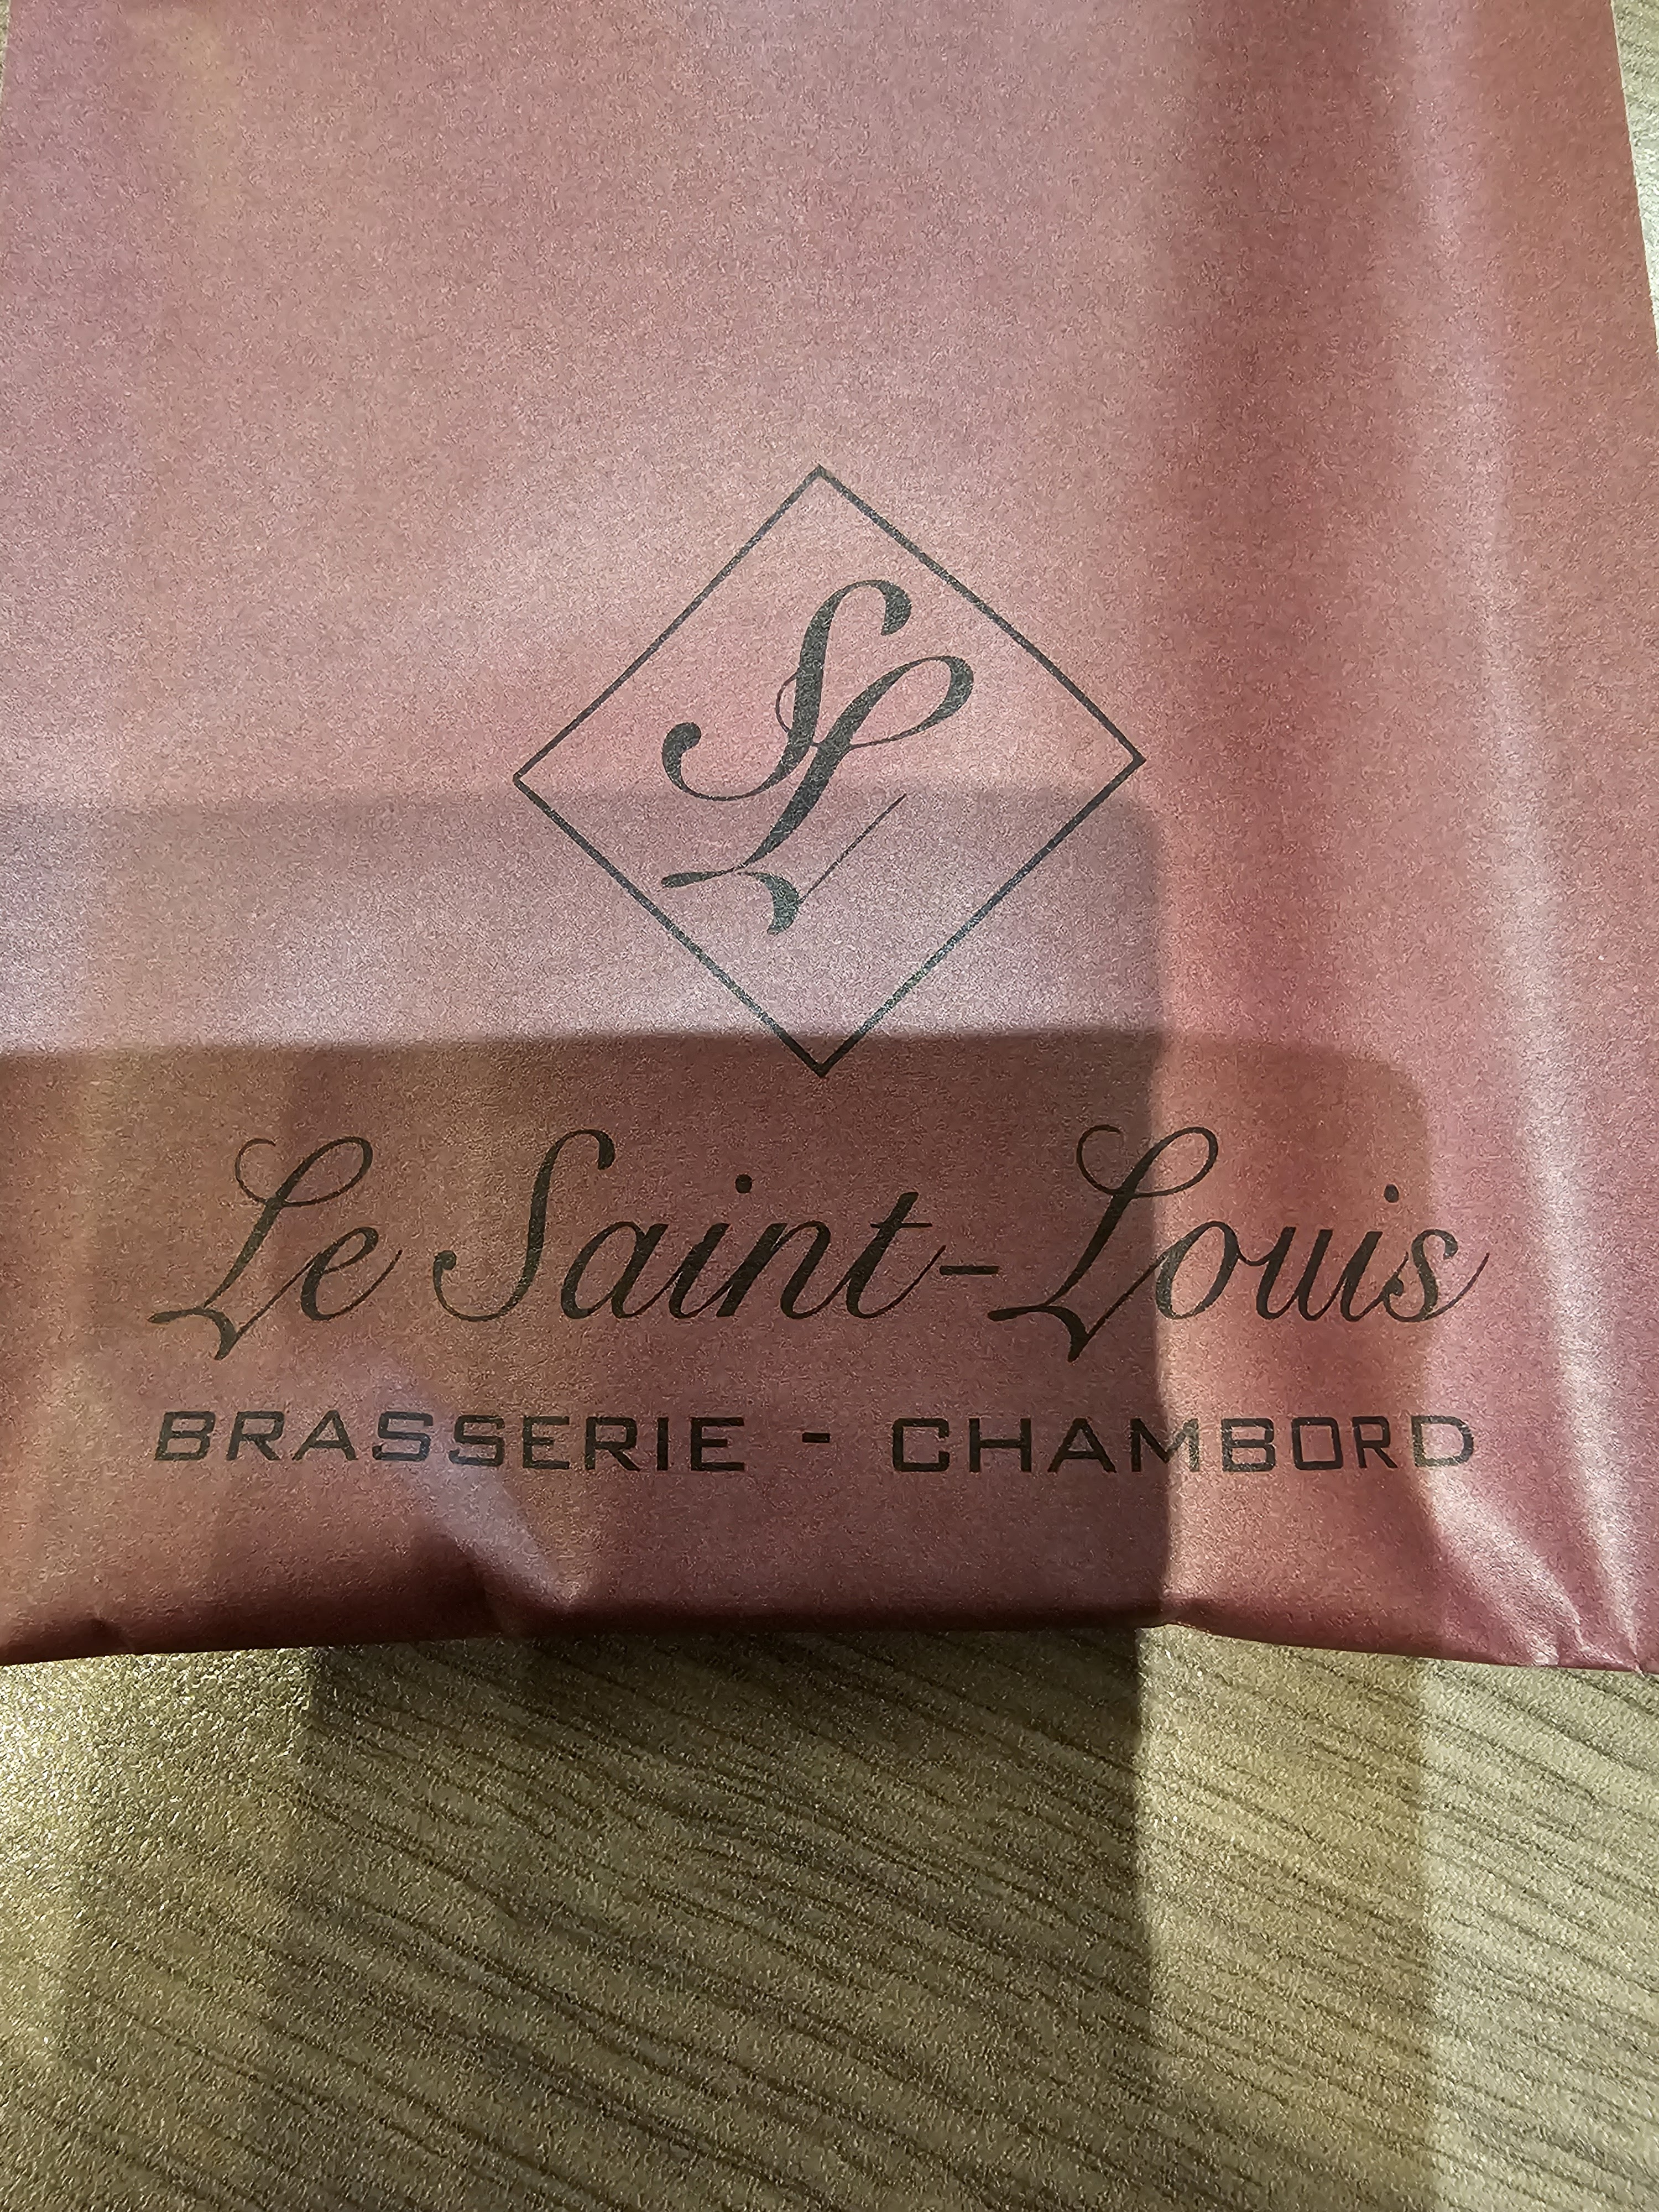 SL
Le Saint-Louis
BRASSERIE - CHAMBORD